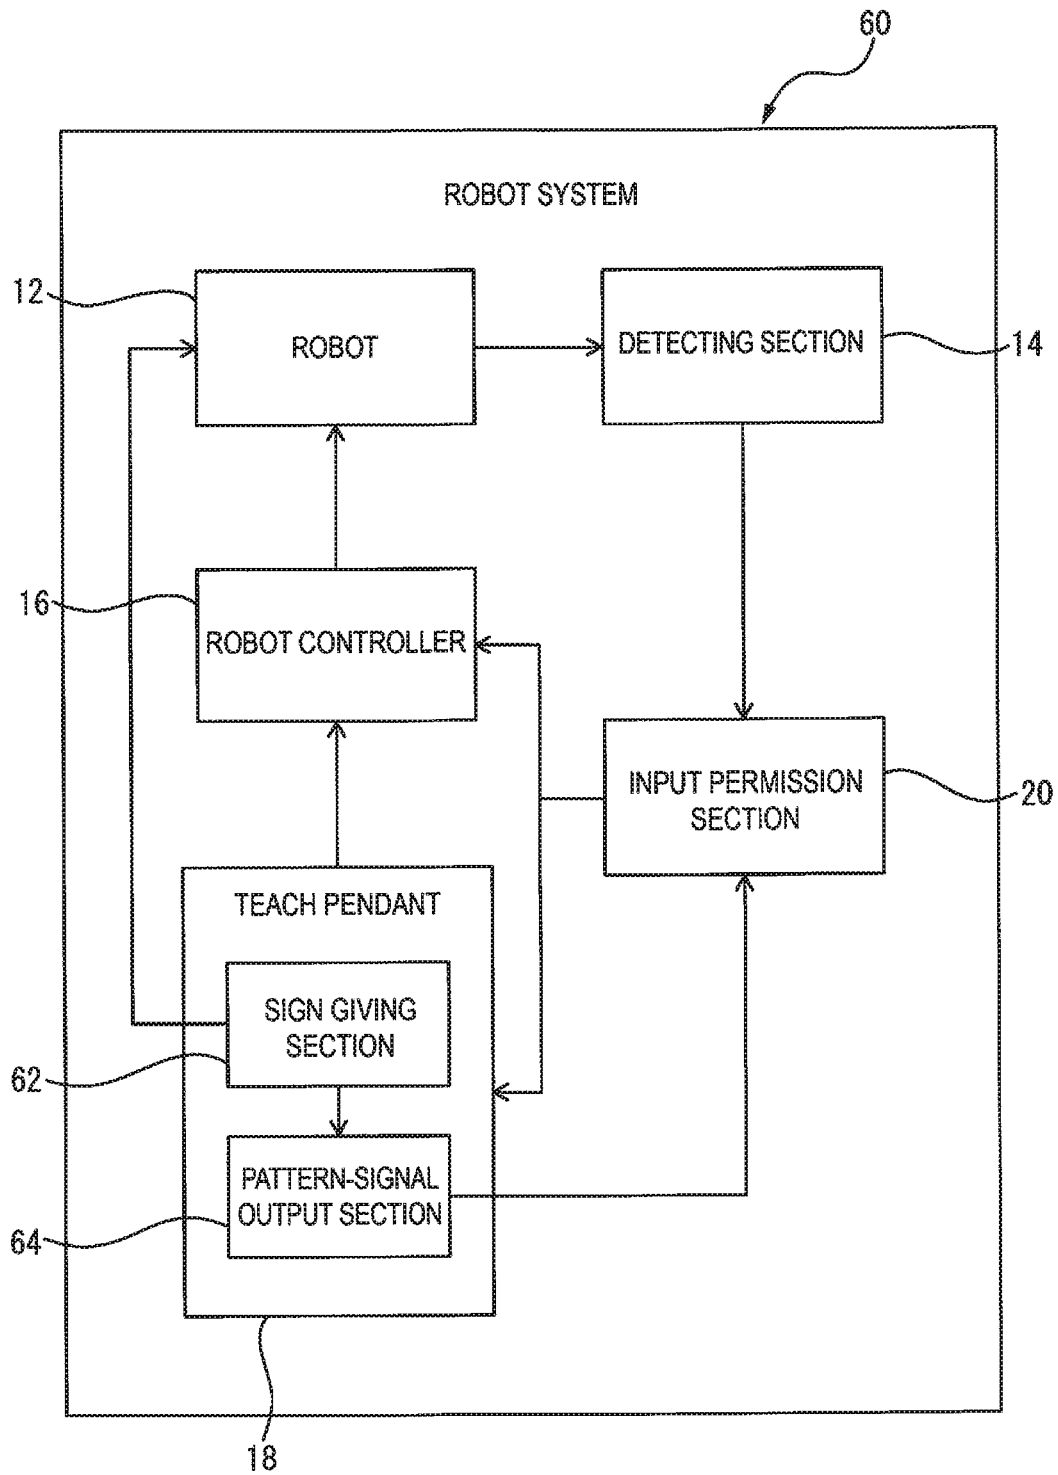 60
ROBOT SYSTEM
12
ROBOT
DETECTING SECTION
14
16
ROBOT CONTROLLER
INPUT PERMISSION
SECTION
20
TEACH PENDANT
SIGN GIVING
SECTION
62
PATTERN-SIGNAL
OUTPUT SECTION
64
18